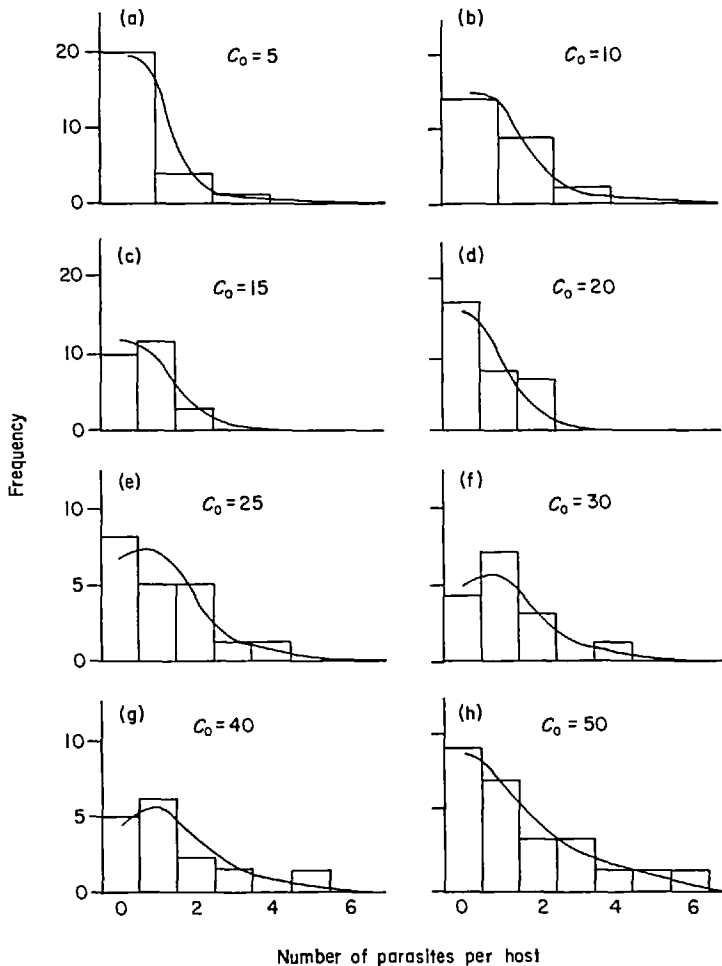 (a)
C₀ = 5
(b)
C₀ = 10
20
10
0
(c)
C₀ = 15
(d)
C₀ = 20
20
10
0
(e)
C₀ = 25
(f)
C₀ = 30
10
5
0
(g)
C₀ = 40
(h)
C₀ = 50
10
5
0
0 2 4 6
0 2 4 6
Frequency
Number of parasites per host